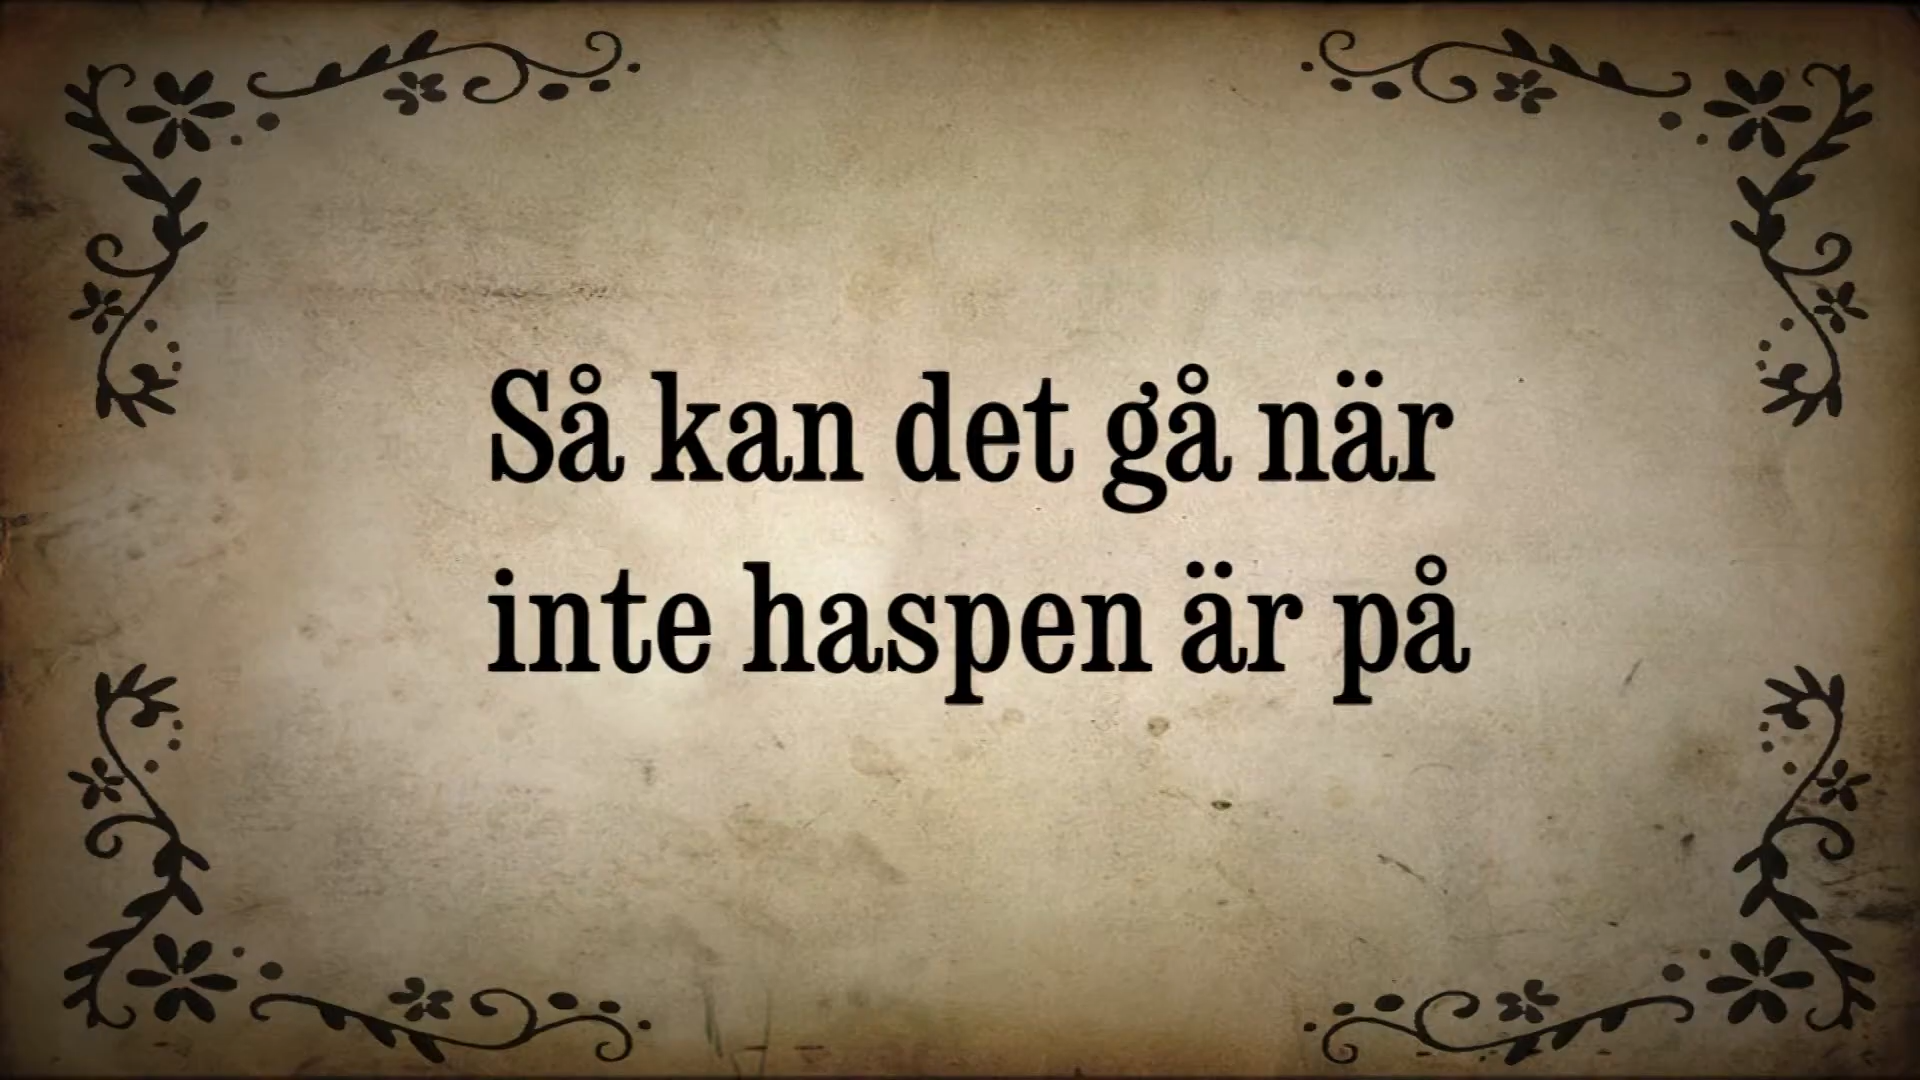 Så kan det gå när
inte haspen är på